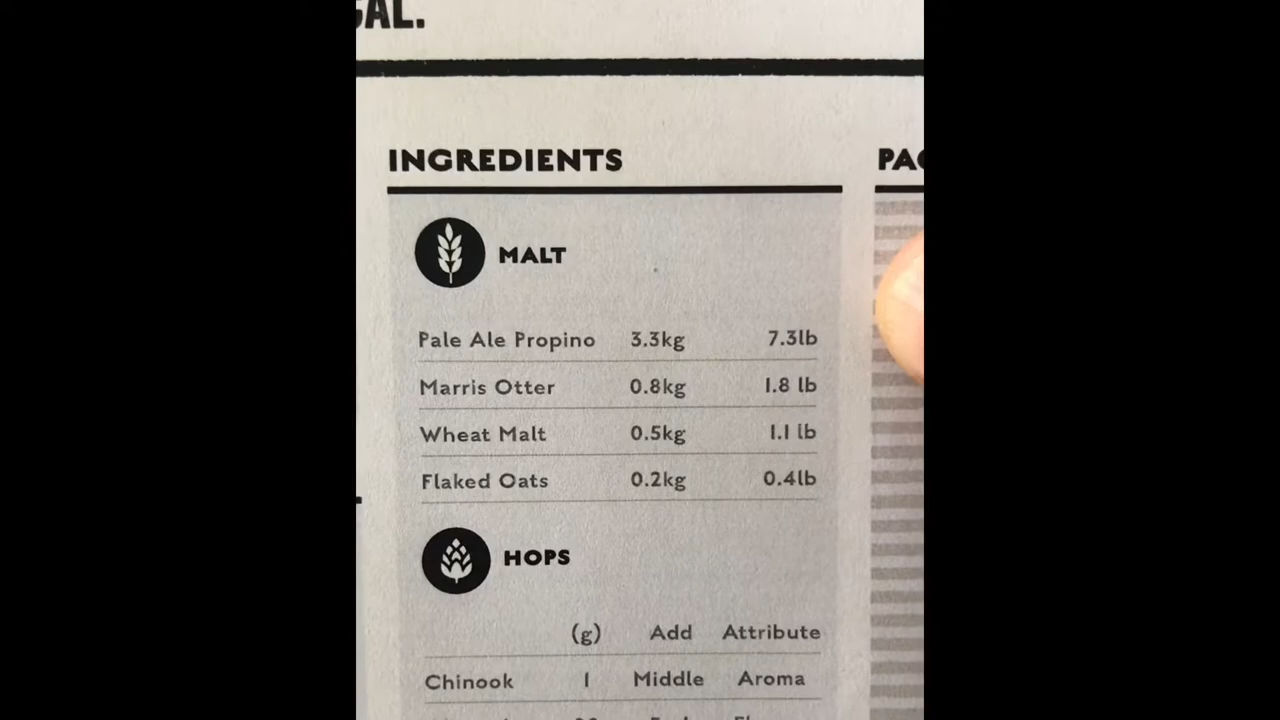 GAL.
INGREDIENTS
MALT
Pale Ale Propino 3.3kg 7.3lb
Marris Otter 0.8kg 1.8 lb
Wheat Malt 0.5kg 1.1 lb
Flaked Oats 0.2kg 0.4lb
HOPS
(g) Add Attribute
Chinook 1 Middle Aroma